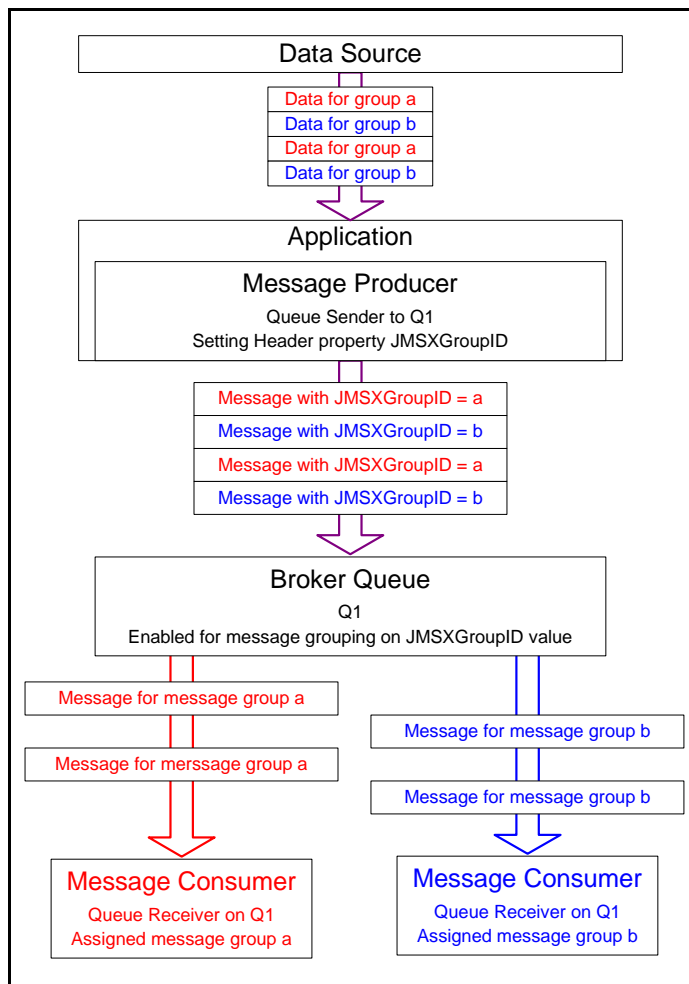 Data Source
Data for group a
Data for group b
Data for group a
Data for group b
Application
Message Producer
Queue Sender to Q1
Setting Header property JMSXGroupID
Message with JMSXGroupID = a
Message with JMSXGroupID = b
Message with JMSXGroupID = a
Message with JMSXGroupID = b
Broker Queue
Q1
Enabled for message grouping on JMSXGroupID value
Message for message group a
Message for merssage group a
Message for message group b
Message for message group b
Message Consumer
Queue Receiver on Q1
Assigned message group a
Message Consumer
Queue Receiver on Q1
Assigned message group b